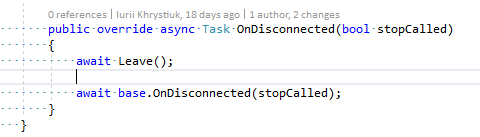 0 references | Iurii Khrystiuk, 18 days ago | 1 author, 2 changes
public override async Task OnDisconnected(bool stopCalled)
{
await Leave();
await base.OnDisconnected(stopCalled);
}
}